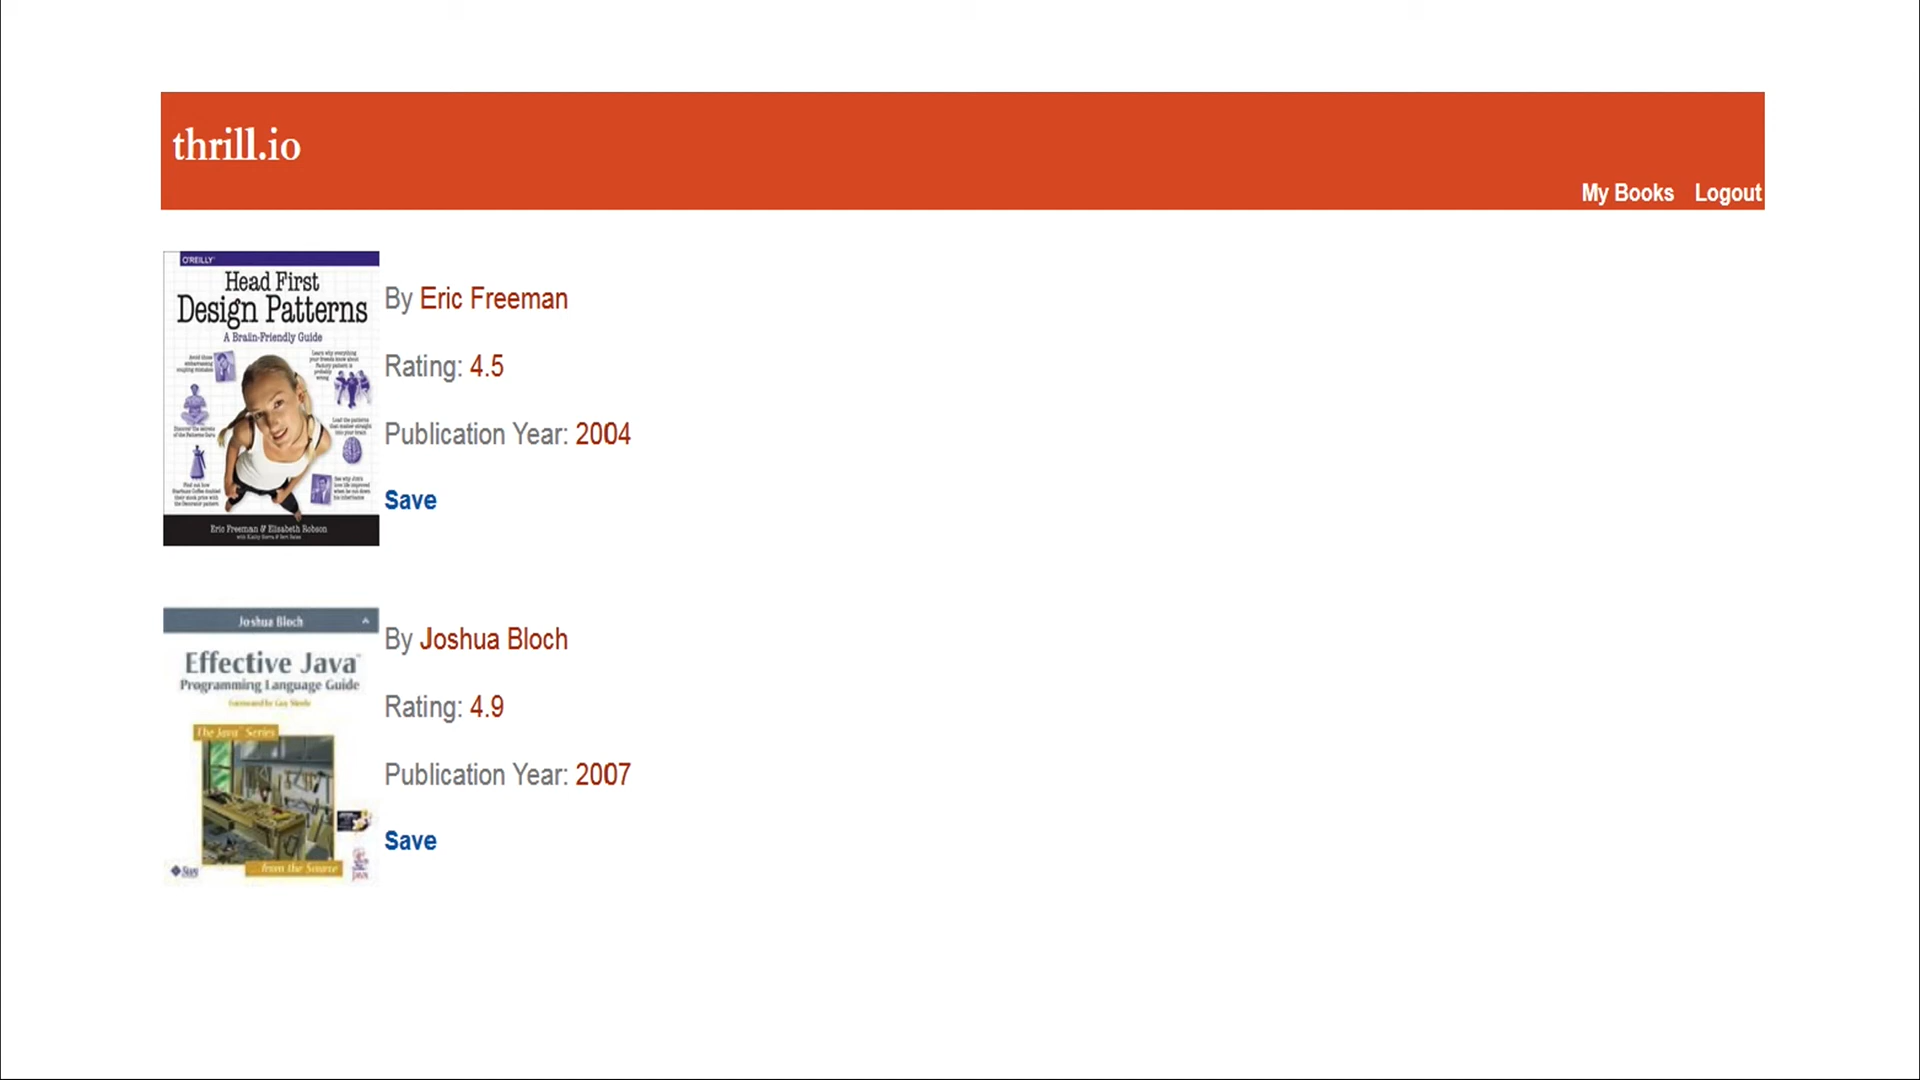 thrill.io
My Books Logout
O'REILLY
Head First
Design Patterns
A Brain-Friendly Guide
Eric Freeman & Elisabeth Robson
By Eric Freeman
Rating: 4.5
Publication Year: 2004
Save
Joshua Bloch
Effective Java
Programming Language Guide
The Java Series
from the Source
Sun
Java
By Joshua Bloch
Rating: 4.9
Publication Year: 2007
Save